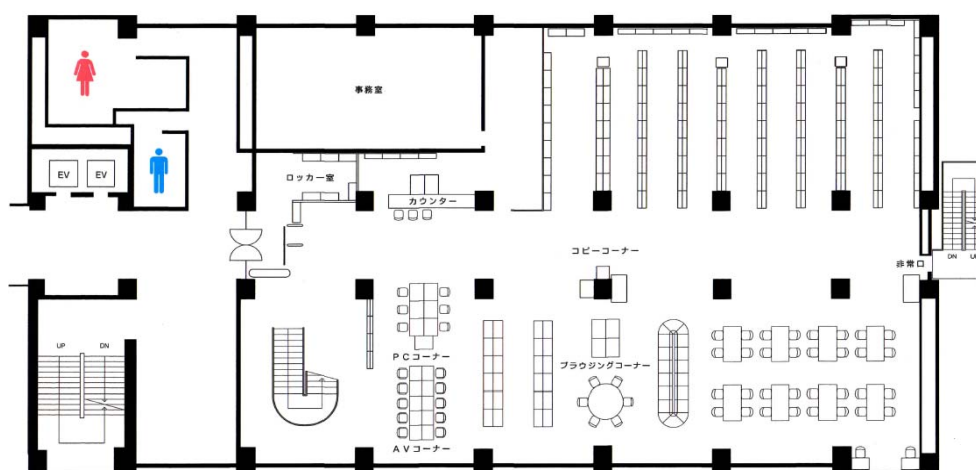 事務室
EV
EV
ロッカー室
カウンター
コピーコーナー
非常口
DN
UP
UP
DN
PCコーナー
ブラウジングコーナー
AVコーナー